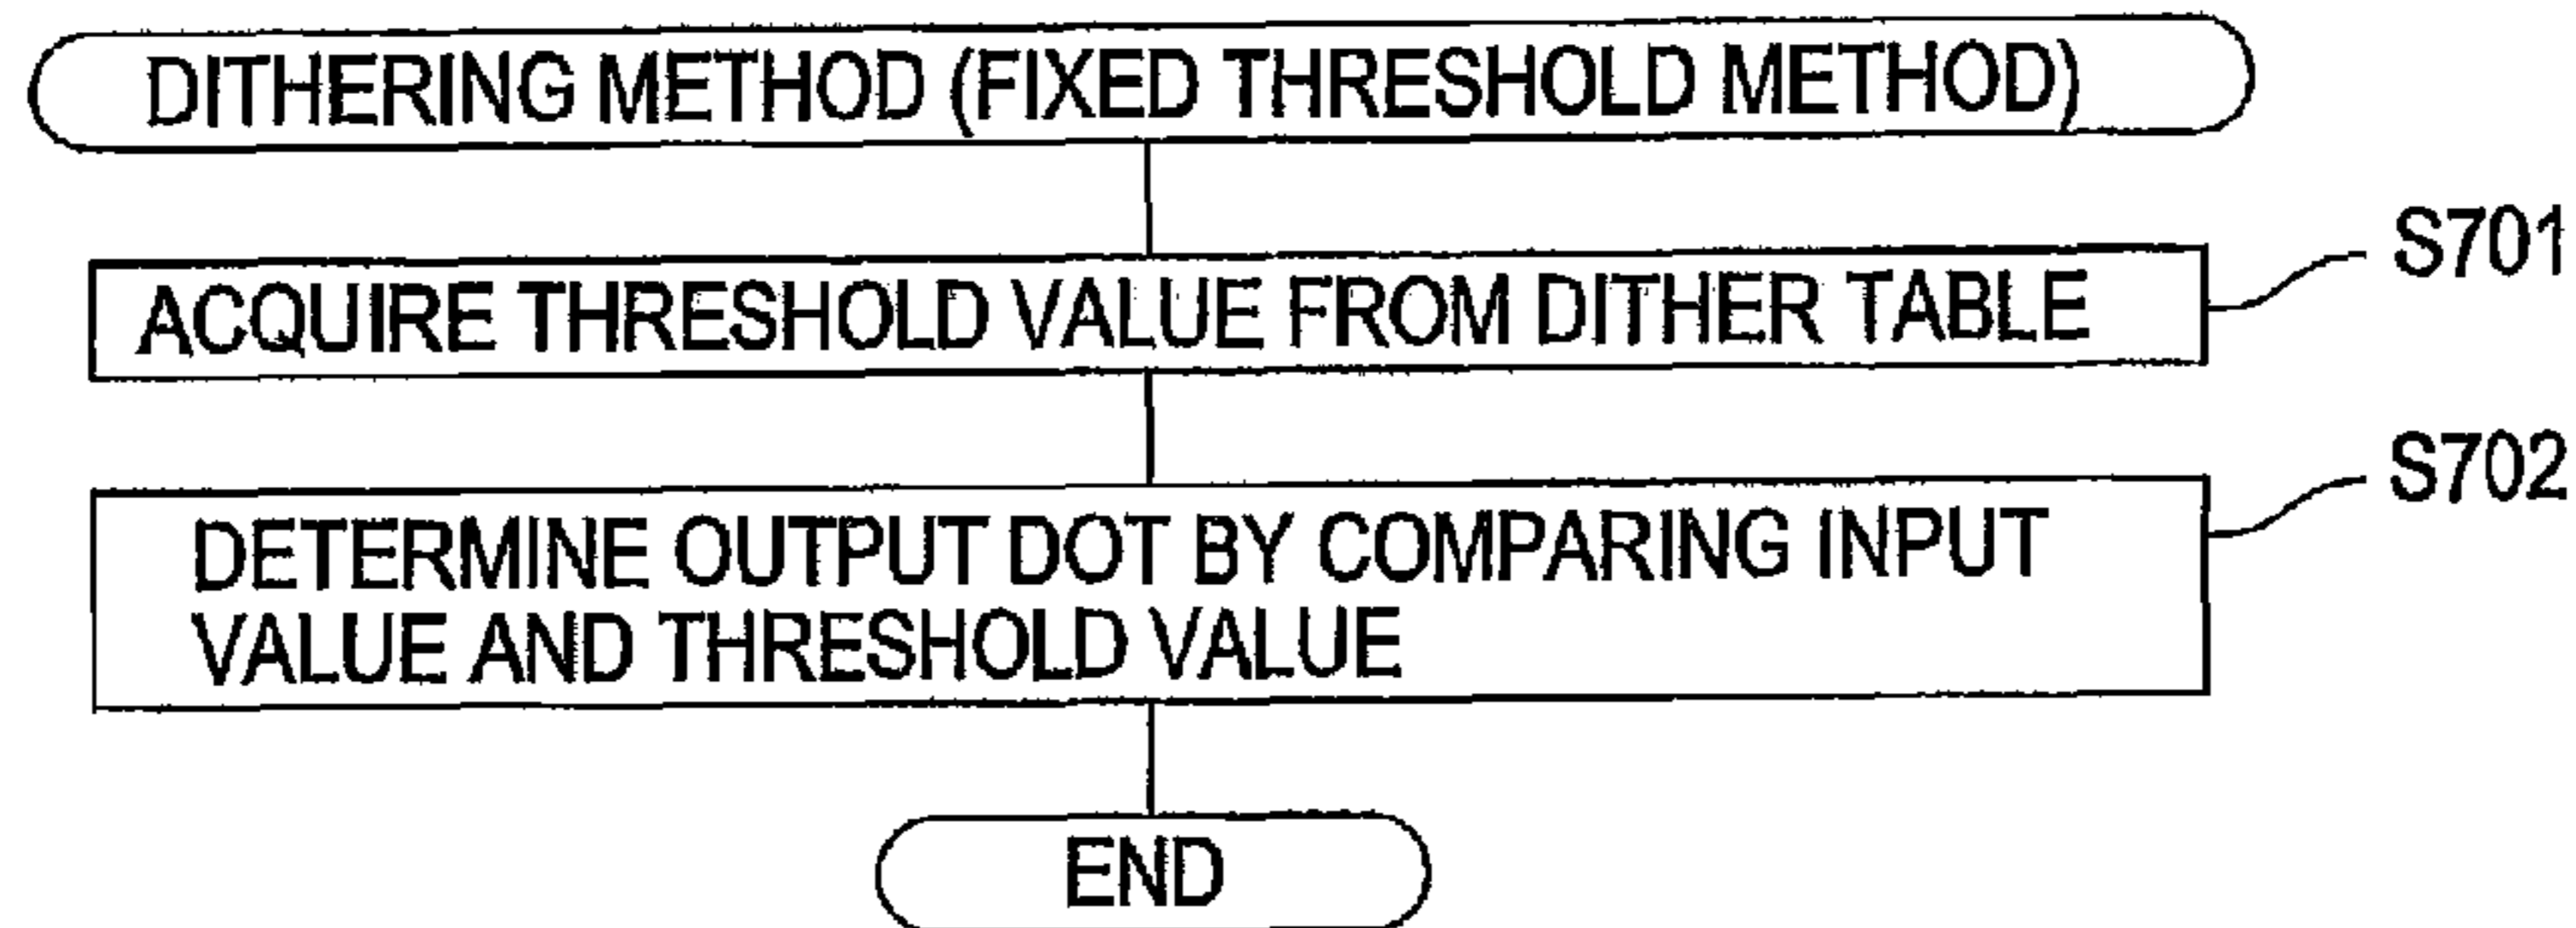 DITHERING METHOD (FIXED THRESHOLD METHOD)
S701
ACQUIRE THRESHOLD VALUE FROM DITHER TABLE
S702
DETERMINE OUTPUT DOT BY COMPARING INPUT
VALUE AND THRESHOLD VALUE
END